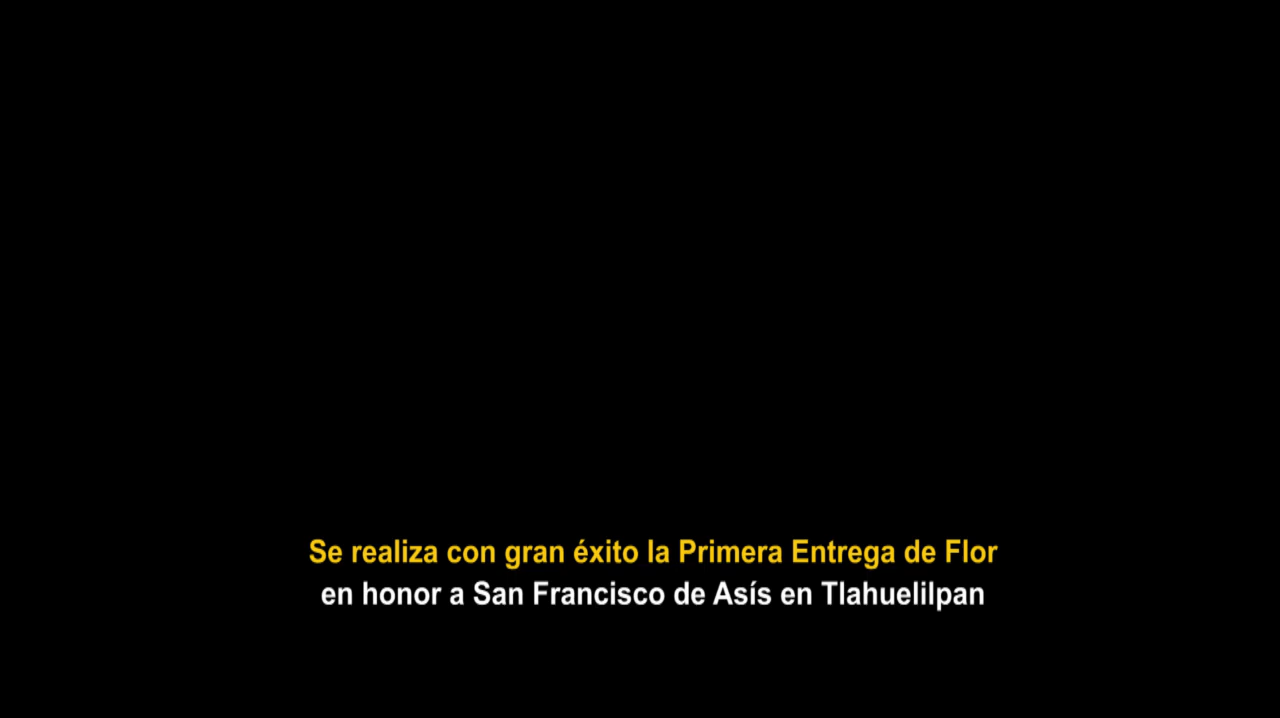 Se realiza con gran éxito la Primera Entrega de Flor
en honor a San Francisco de Asís en Tlahuelilpan